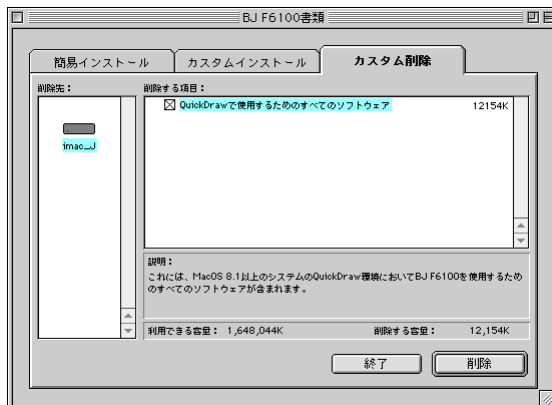 BJ F6100書類
簡易インストール
カスタムインストール
カスタム削除
削除先：
imac_J
削除する項目：
QuickDrawで使用するためのすべてのソフトウェア 12154K
説明：
これには、MacOS 8.1以上のシステムのQuickDraw環境においてBJ F6100を使用するため
のすべてのソフトウェアが含まれます。
利用できる容量： 1,648,044K 削除する容量： 12,154K
終了
削除